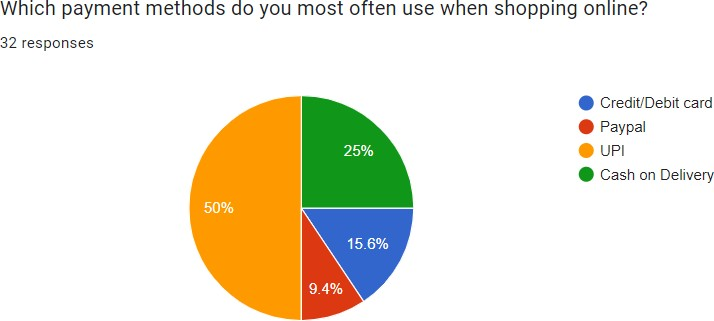 Which payment methods do you most often use when shopping online?
32 responses
Credit/Debit card
Paypal
UPI
Cash on Delivery
25%
50%
15.6%
9.4%